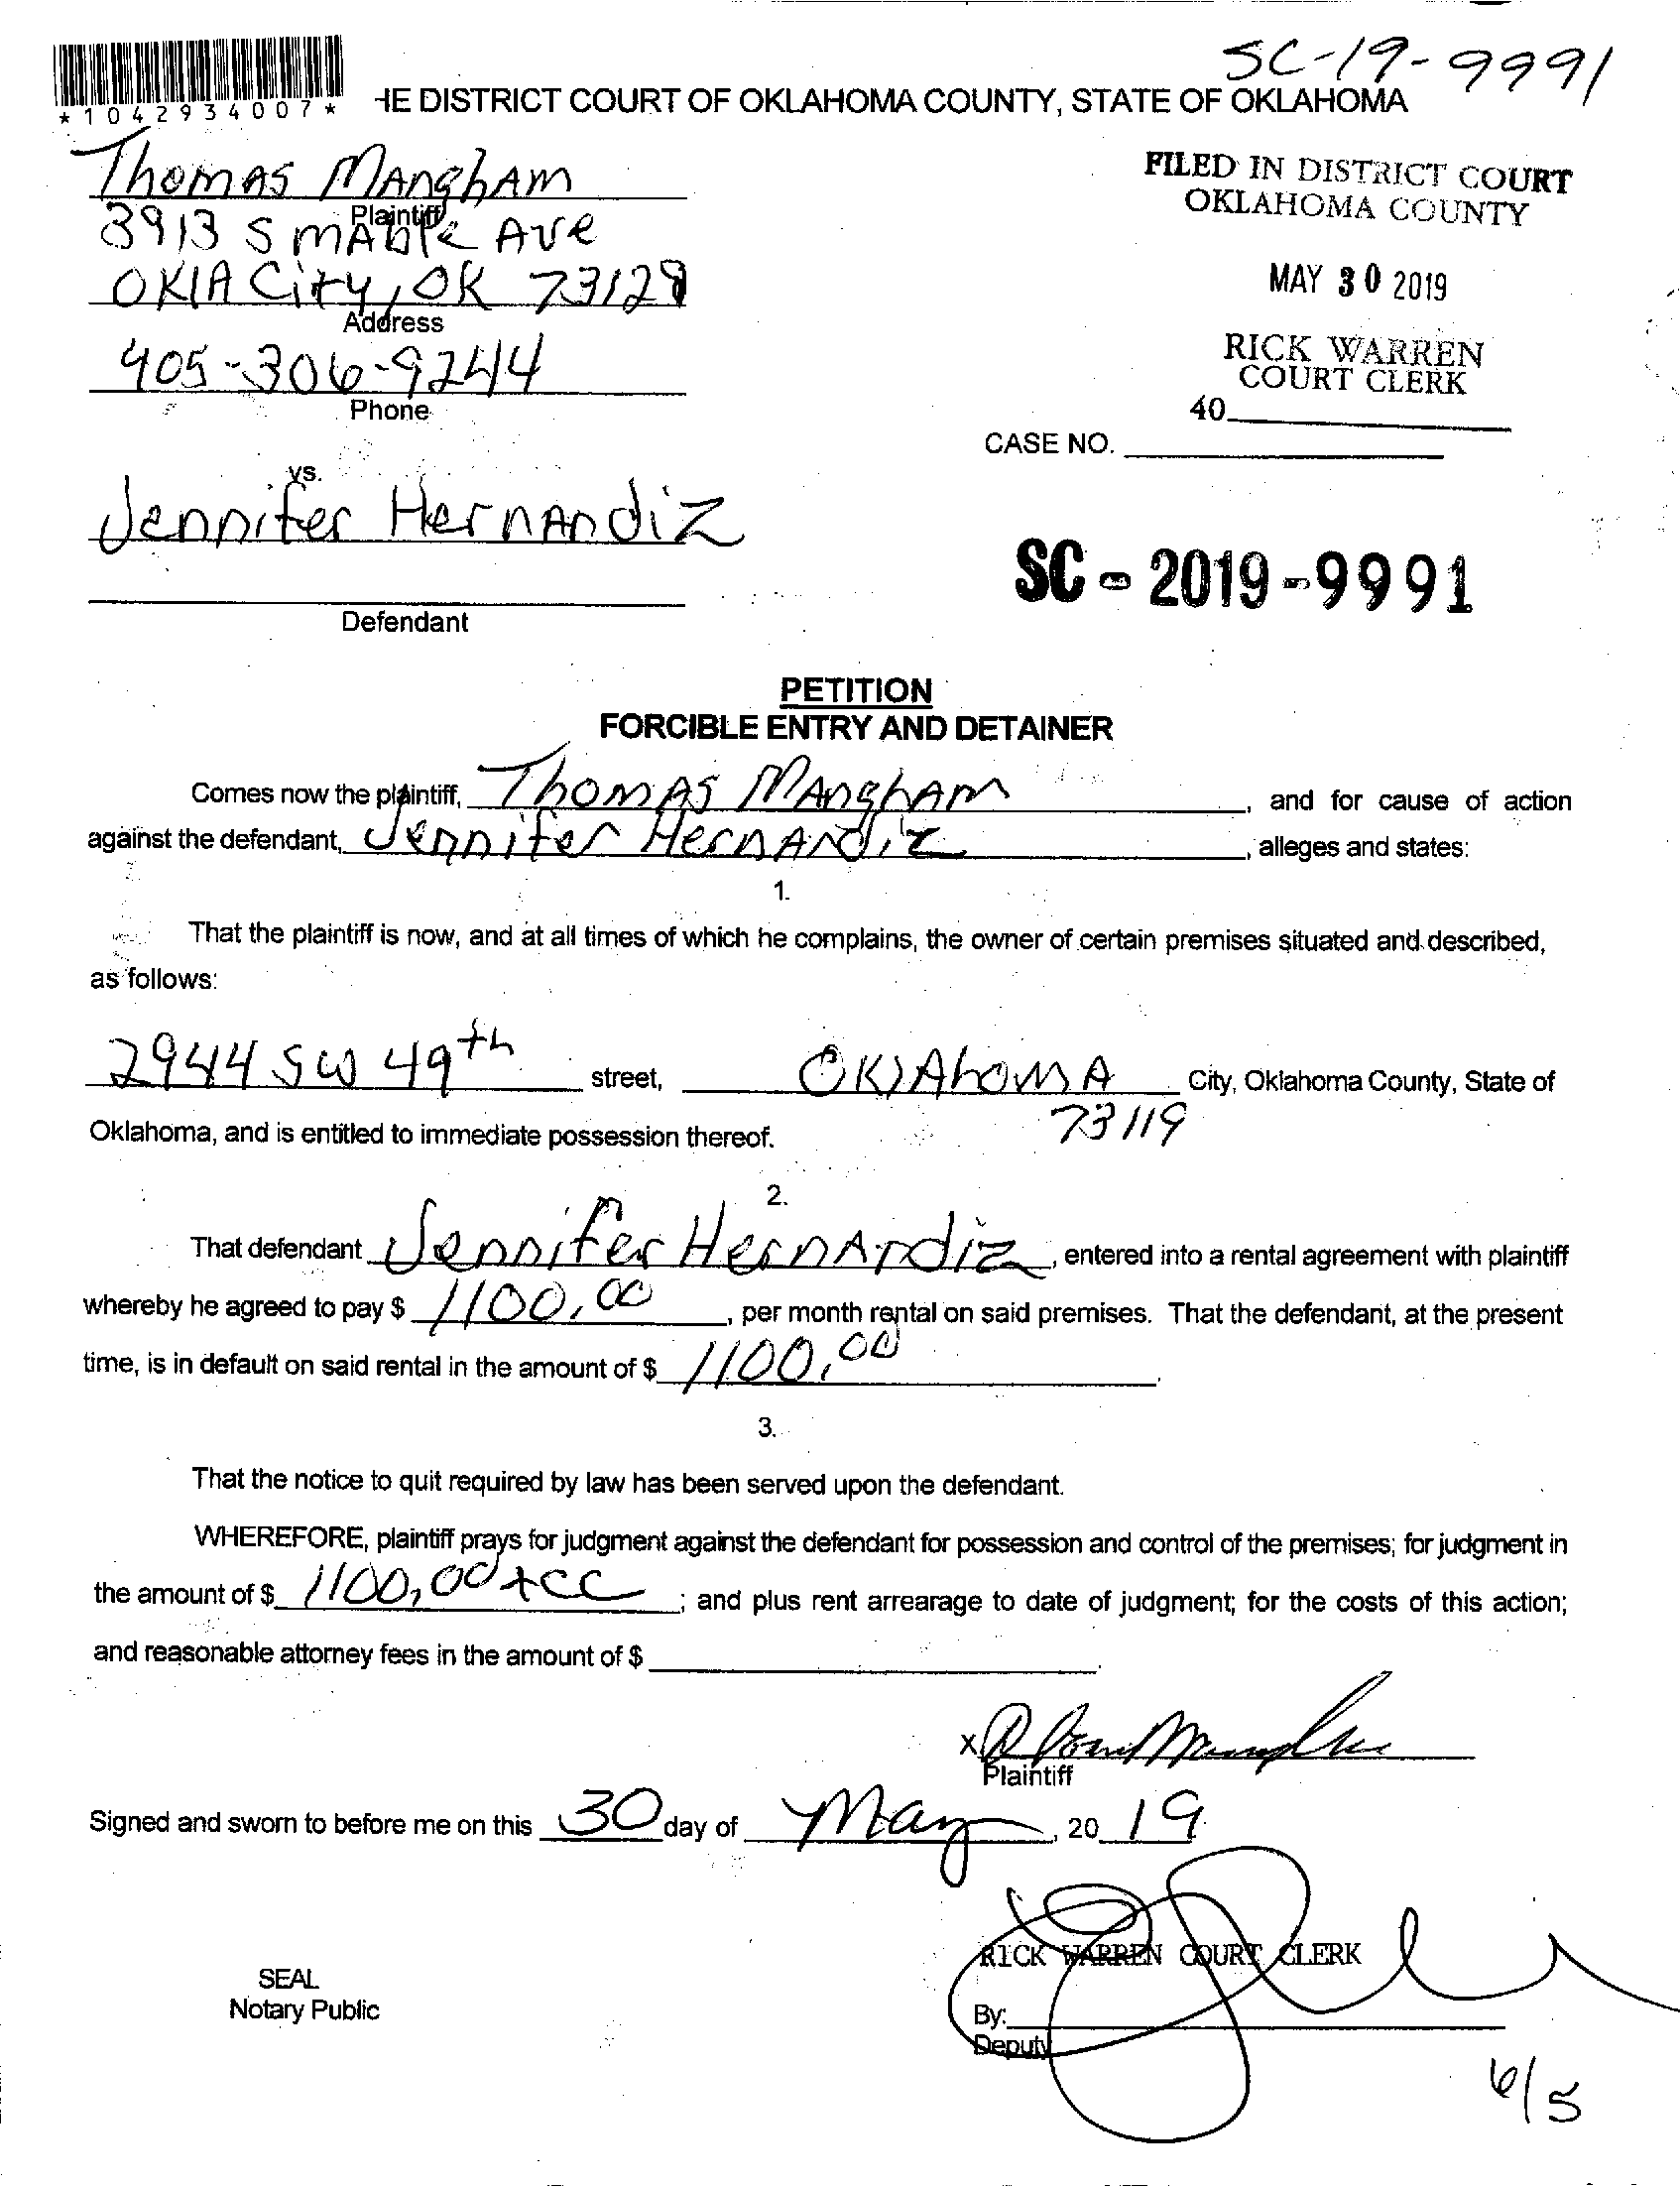 SC-19-9991
*1042934007*
HE DISTRICT COURT OF OKLAHOMA COUNTY, STATE OF OKLAHOMA
Thomas Mangham
Plaintiff
3913 S Mable Ave
Okla City, OK 73129
Address
405-306-9244
Phone
FILED IN DISTRICT COURT
OKLAHOMA COUNTY
MAY 30 2019
RICK WARREN
COURT CLERK
40
CASE NO.
vs.
Jennifer Hernandiz
Defendant
SC-2019-9991
PETITION
FORCIBLE ENTRY AND DETAINER
Comes now the plaintiff, Thomas Mangham, and for cause of action
against the defendant, Jennifer Hernandiz, alleges and states:
1.
That the plaintiff is now, and at all times of which he complains, the owner of certain premises situated and described,
as follows:
2944 SW 49th street, Oklahoma City, Oklahoma County, State of
73119
Oklahoma, and is entitled to immediate possession thereof.
2.
That defendant Jennifer Hernandiz, entered into a rental agreement with plaintiff
whereby he agreed to pay $ 1100.00, per month rental on said premises. That the defendant, at the present
time, is in default on said rental in the amount of $ 1100.00.
3.
That the notice to quit required by law has been served upon the defendant.
WHEREFORE, plaintiff prays for judgment against the defendant for possession and control of the premises; for judgment in
the amount of $ 1100,00 + CC; and plus rent arrearage to date of judgment; for the costs of this action;
and reasonable attorney fees in the amount of $
X
Plaintiff
Signed and sworn to before me on this 30 day of May, 20 19
RICK WARREN COURT CLERK
SEAL
Notary Public
By:
Deputy
6/5